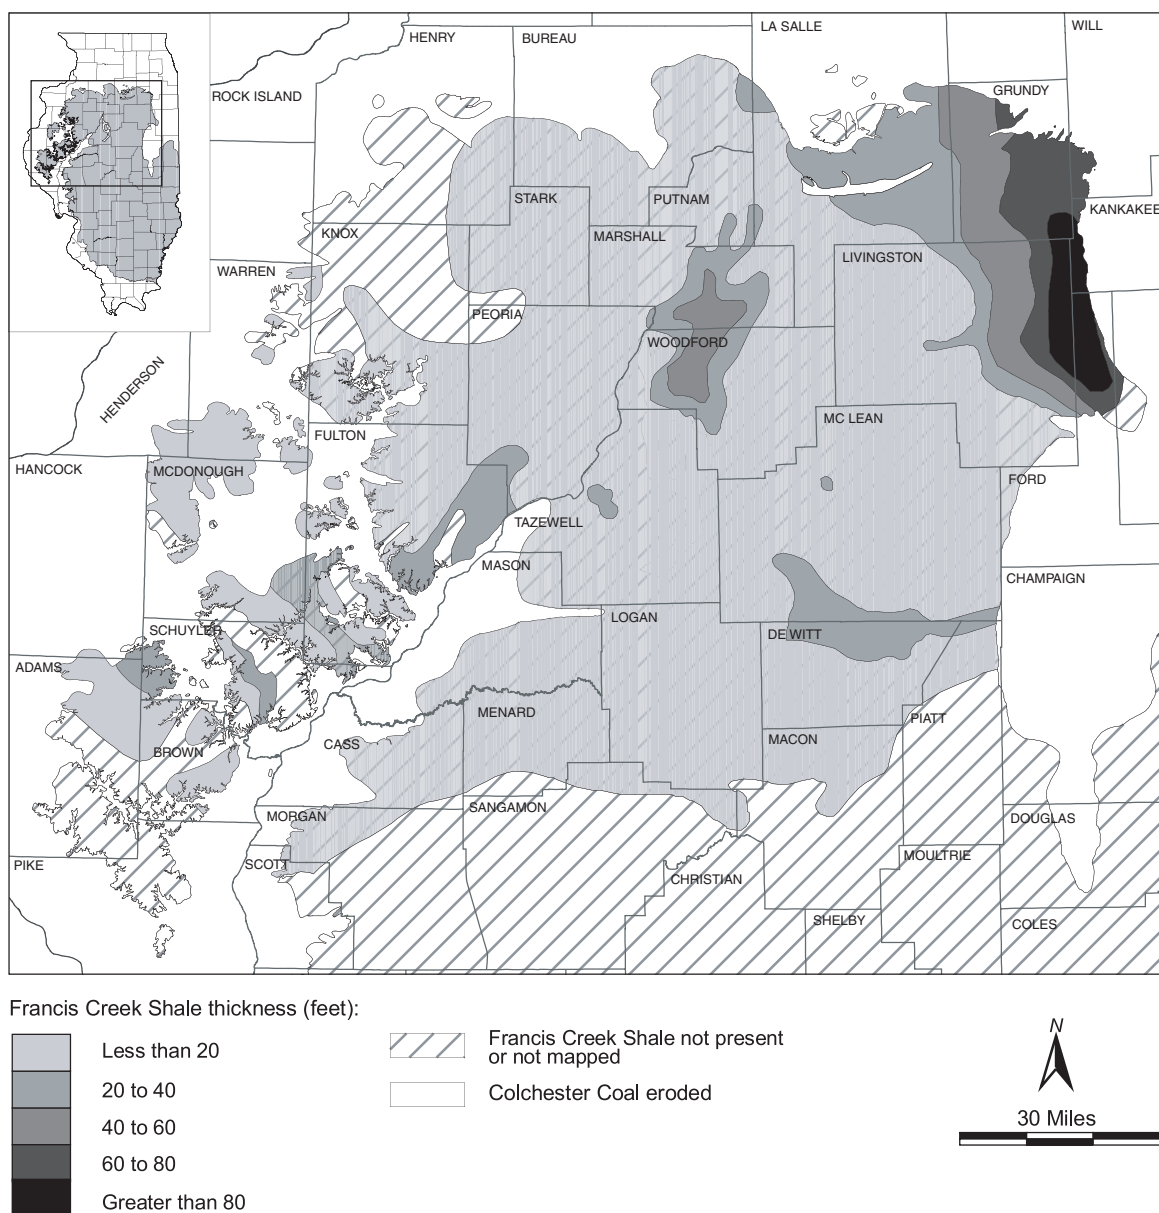 HENRY
BUREAU
LA SALLE
WILL
ROCK ISLAND
GRUNDY
STARK
PUTNAM
KANKAKEE
KNOX
MARSHALL
LIVINGSTON
WARREN
PEORIA
WOODFORD
HENDERSON
MC LEAN
FULTON
HANCOCK
MCDONOUGH
FORD
TAZEWELL
MASON
CHAMPAIGN
LOGAN
SCHUYLER
DE WITT
ADAMS
MENARD
PIATT
CASS
MACON
BROWN
MORGAN
SANGAMON
DOUGLAS
PIKE
SCOTT
MOULTRIE
CHRISTIAN
SHELBY
COLES
Francis Creek Shale thickness (feet):
Less than 20
20 to 40
40 to 60
60 to 80
Greater than 80
Francis Creek Shale not present
or not mapped
Colchester Coal eroded
N
30 Miles